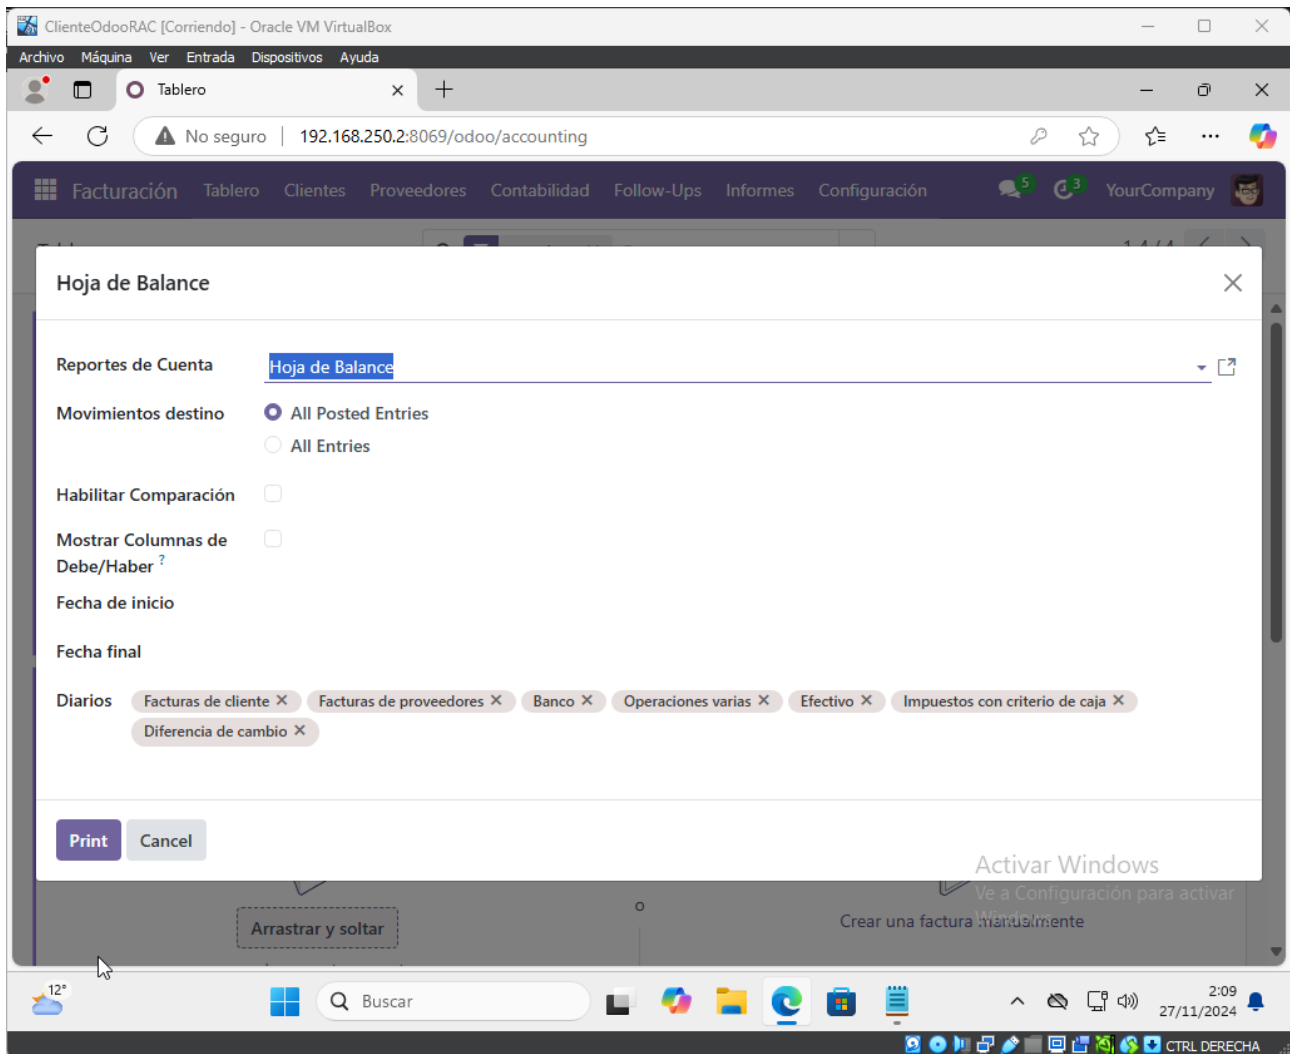 ClienteOdooRAC [Corriendo] - Oracle VM VirtualBox
Archivo Máquina Ver Entrada Dispositivos Ayuda
Tablero
No seguro 192.168.250.2:8069/odoo/accounting
Facturación Tablero Clientes Proveedores Contabilidad Follow-Ups Informes Configuración 5 3 YourCompany
Hoja de Balance
Reportes de Cuenta Hoja de Balance
Movimientos destino All Posted Entries
All Entries
Habilitar Comparación
Mostrar Columnas de
Debe/Haber ?
Fecha de inicio
Fecha final
Diarios Facturas de cliente Facturas de proveedores Banco Operaciones varias Efectivo Impuestos con criterio de caja
Diferencia de cambio
Print Cancel
Activar Windows
Ve a Configuración para activar
Windows.
o
Arrastrar y soltar
Crear una factura manualmente
12°
Buscar
2:09
27/11/2024
CTRL DERECHA